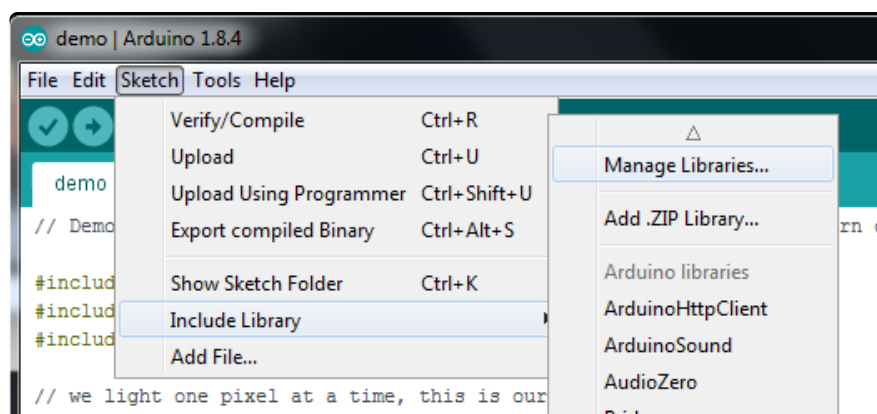 demo | Arduino 1.8.4
File Edit Sketch Tools Help
demo
Verify/Compile Ctrl+R
Upload Ctrl+U
Upload Using Programmer Ctrl+Shift+U
Export compiled Binary Ctrl+Alt+S
Show Sketch Folder Ctrl+K
Include Library
Add File...
Manage Libraries...
Add .ZIP Library...
Arduino libraries
ArduinoHttpClient
ArduinoSound
AudioZero
// Demo
rn
#includ
#includ
#includ
// we light one pixel at a time, this is our